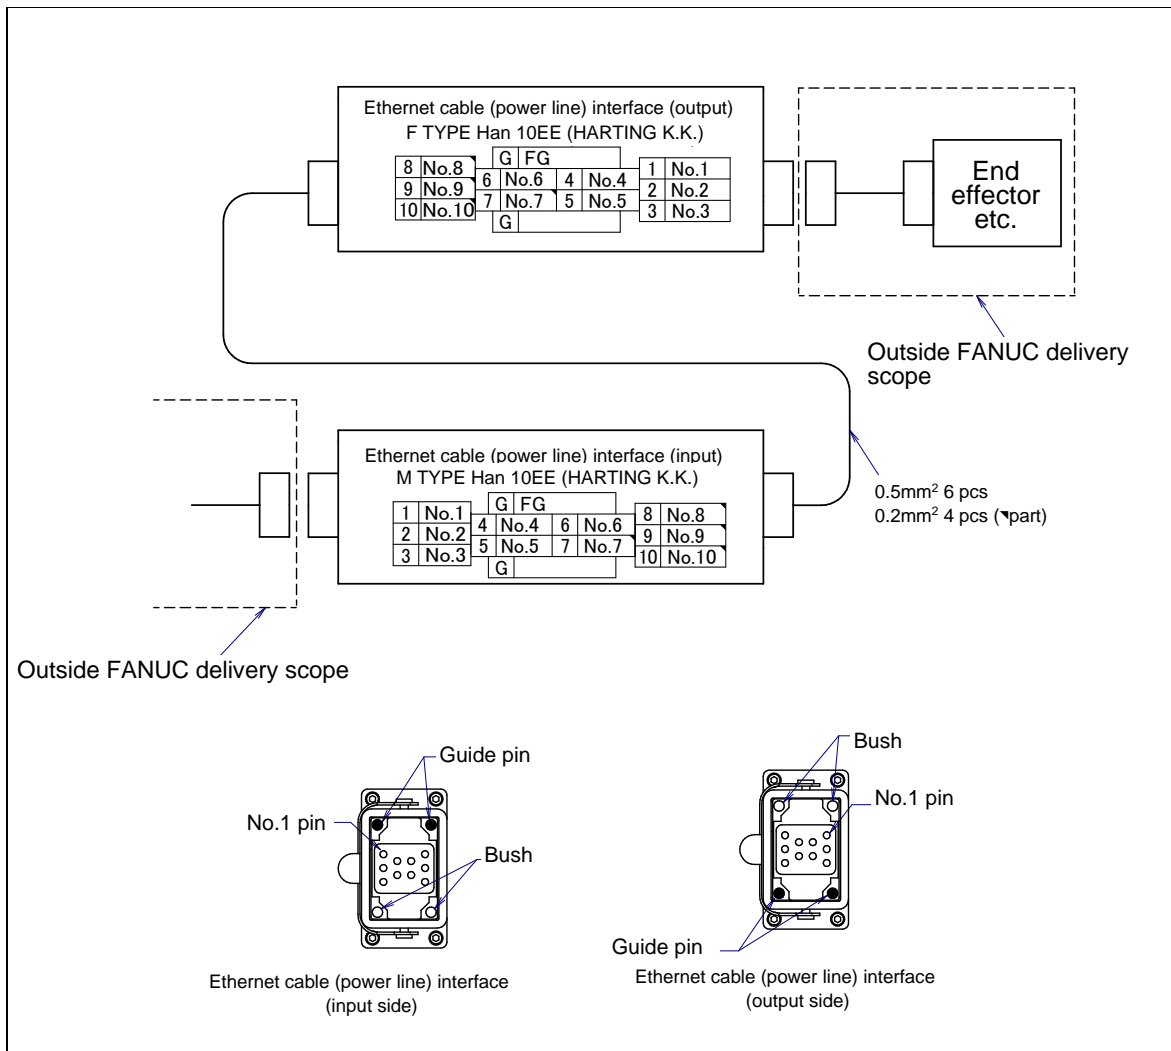 Ethernet cable (power line) interface (output)
F TYPE Han 10EE (HARTING K.K.)
G FG
8 No.8 6 No.6 4 No.4 1 No.1
9 No.9 7 No.7 5 No.5 2 No.2
10 No.10 G 3 No.3
End
effector
etc.
Outside FANUC delivery
scope
Ethernet cable (power line) interface (input)
M TYPE Han 10EE (HARTING K.K.)
G FG
1 No.1 4 No.4 6 No.6 8 No.8
2 No.2 5 No.5 7 No.7 9 No.9
3 No.3 G 10 No.10
0.5mm² 6 pcs
0.2mm² 4 pcs (◥part)
Outside FANUC delivery scope
Guide pin
No.1 pin
Bush
Ethernet cable (power line) interface
(input side)
Bush
No.1 pin
Guide pin
Ethernet cable (power line) interface
(output side)